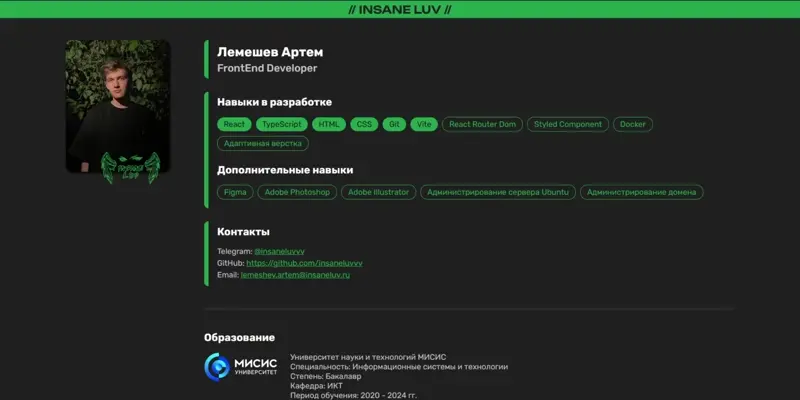 // INSANE LUV //
Лемешев Артем
FrontEnd Developer
Навыки в разработке
React TypeScript HTML CSS Git Vite React Router Dom Styled Component Docker
Адаптивная верстка
Дополнительные навыки
Figma Adobe Photoshop Adobe Illustrator Администрирование сервера Ubuntu Администрирование домена
Контакты
Telegram: @insaneluvvv
GitHub: https://github.com/insaneluvvv
Email: lemeshev.artem@insaneluv.ru
Образование
МИСИС
УНИВЕРСИТЕТ
Университет науки и технологий МИСИС
Специальность: Информационные системы и технологии
Степень: Бакалавр
Кафедра: ИКТ
Период обучения: 2020 - 2024 гг.